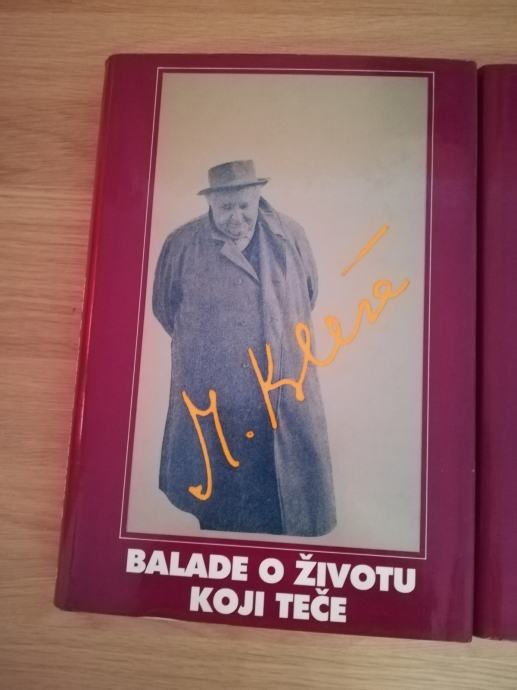 M. Krleža
BALADE O ŽIVOTU
KOJI TEČE